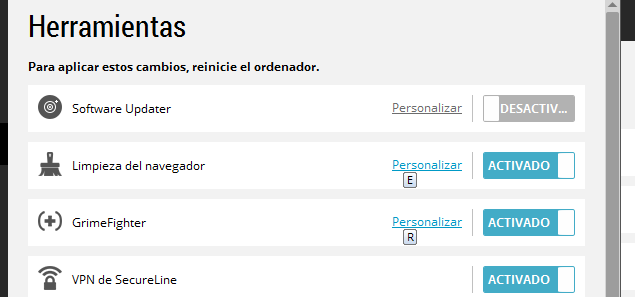 Herramientas
Para aplicar estos cambios, reinicie el ordenador.
Software Updater Personalizar DESACTIV...
Limpieza del navegador Personalizar ACTIVADO
E
GrimeFighter Personalizar ACTIVADO
R
VPN de SecureLine ACTIVADO